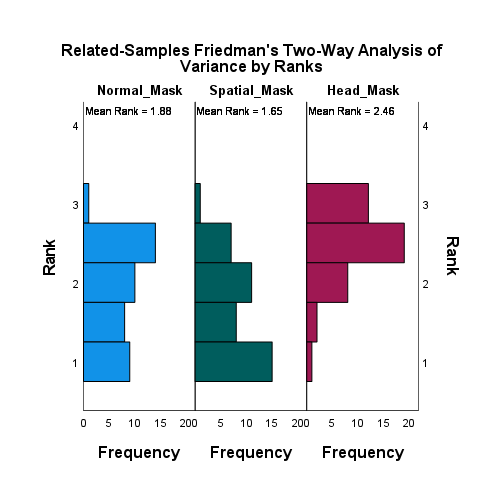 Related-Samples Friedman's Two-Way Analysis of
Variance by Ranks
Normal_Mask Spatial_Mask Head_Mask
Mean Rank = 1.88 Mean Rank = 1.65 Mean Rank = 2.46
4 4
3 3
Rank Rank
2 2
1 1
0 5 10 15 20 0 5 10 15 20 0 5 10 15 20
Frequency Frequency Frequency